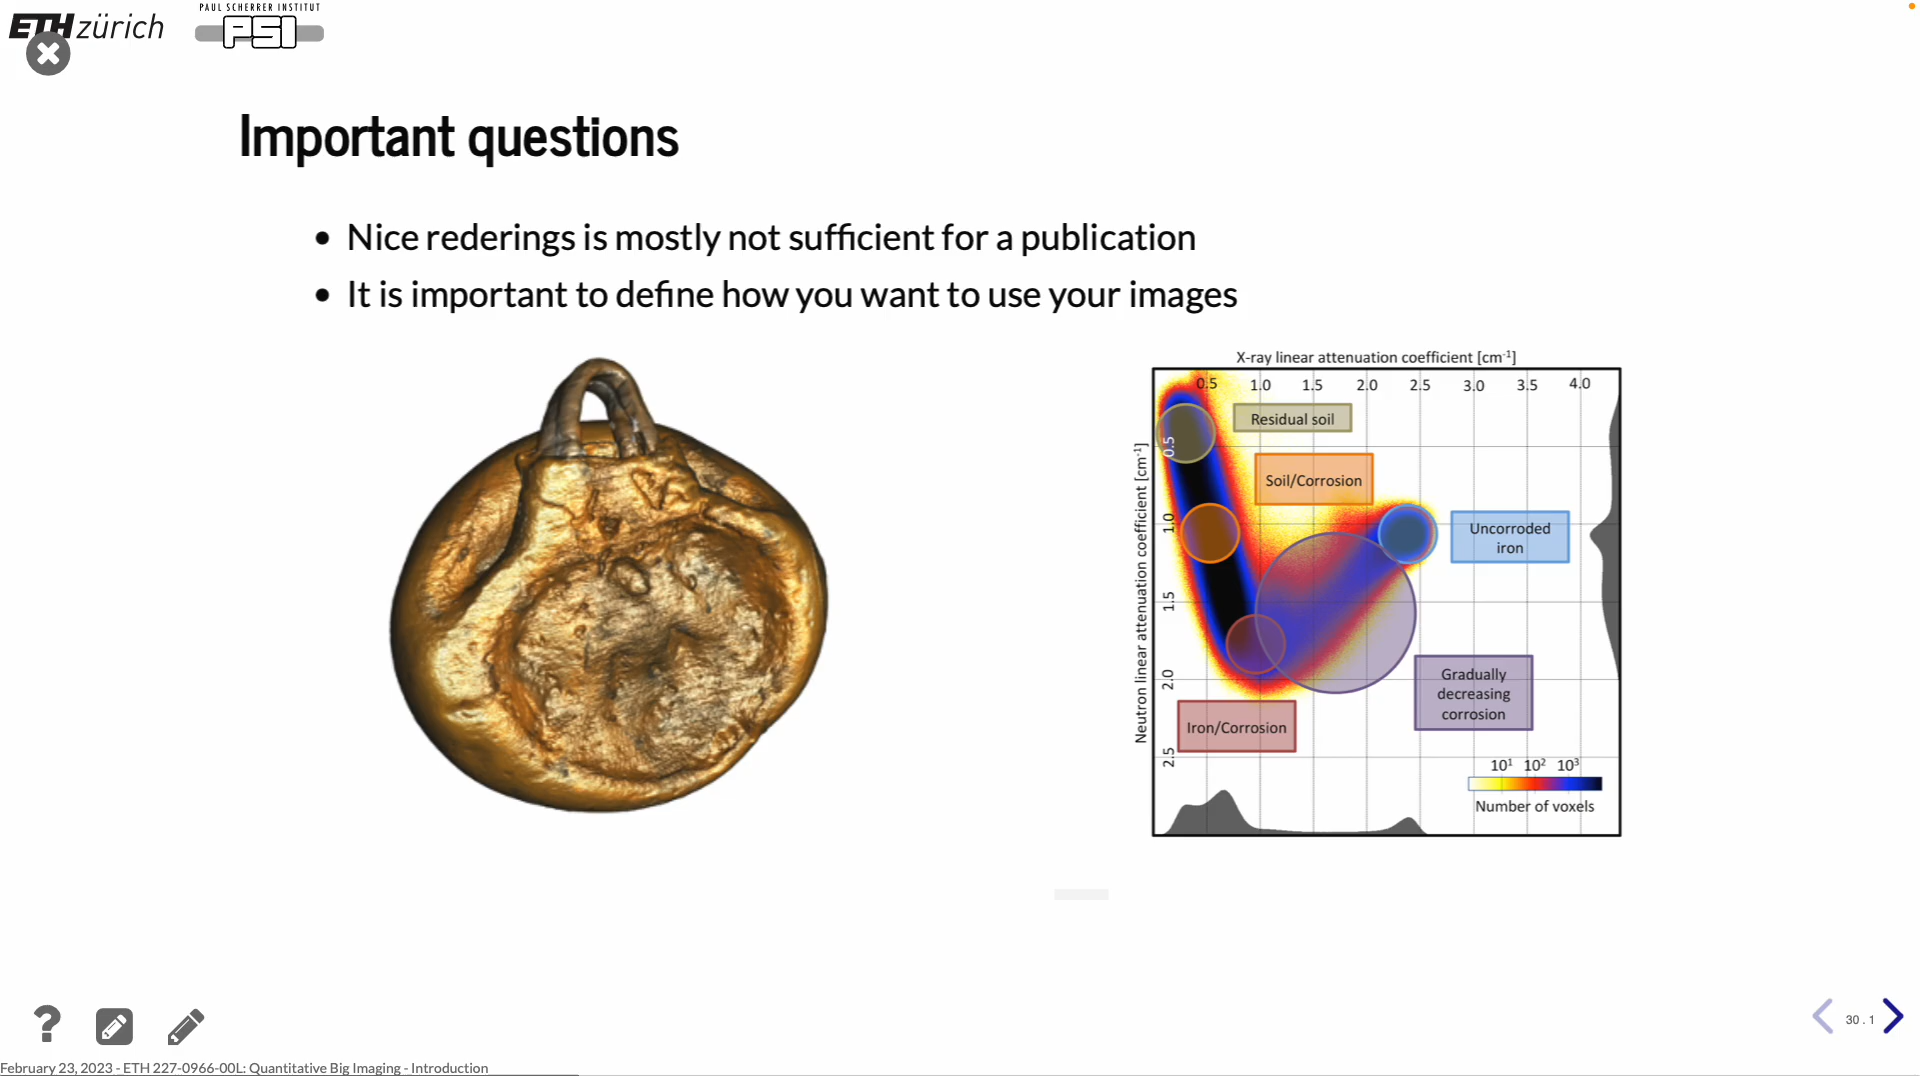 ETH zürich
PAUL SCHERRER INSTITUT
PSI
Important questions
Nice rederings is mostly not sufficient for a publication
It is important to define how you want to use your images
X-ray linear attenuation coefficient [cm⁻¹]
0.5 1.0 1.5 2.0 2.5 3.0 3.5 4.0
Neutron linear attenuation coefficient [cm⁻¹]
0.5
1.0
1.5
2.0
2.5
Residual soil
Soil/Corrosion
Uncorroded
iron
Gradually
decreasing
corrosion
Iron/Corrosion
10¹ 10² 10³
Number of voxels
?
30 . 1
February 23, 2023 - ETH 227-0966-00L: Quantitative Big Imaging - Introduction